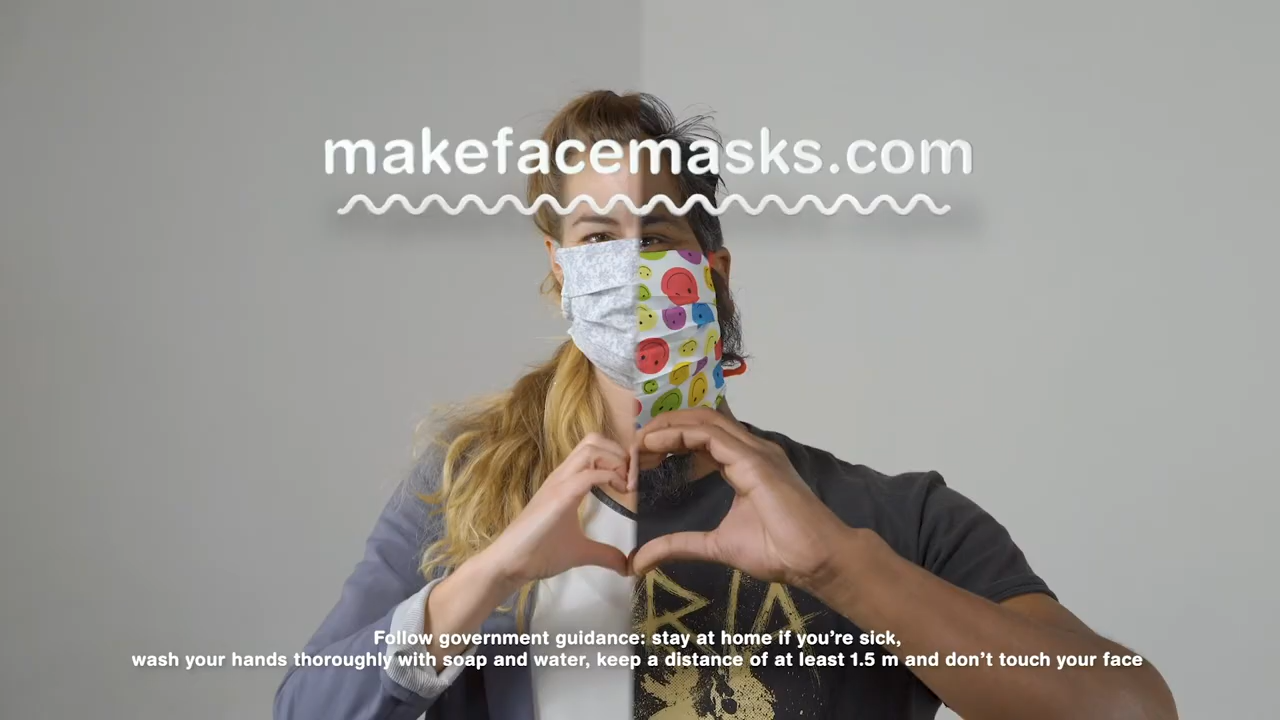 makefacemasks.com
RIA
Follow government guidance: stay at home if you're sick,
wash your hands thoroughly with soap and water, keep a distance of at least 1.5 m and don't touch your face